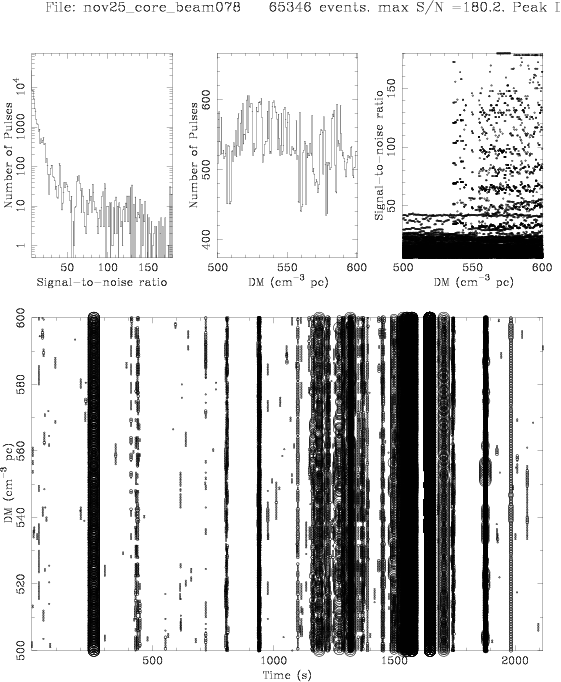 File: nov25_core_beam078 65346 events. max S/N =180.2. Peak
Number of Pulses
10⁴
1000
100
10
1
50 100 150
Signal-to-noise ratio
Number of Pulses
600
500
400
500 550 600
DM (cm⁻³ pc)
Signal-to-noise ratio
150
100
50
500 550 600
DM (cm⁻³ pc)
DM (cm⁻³ pc)
600
580
560
540
520
500
500 1000 1500 2000
Time (s)